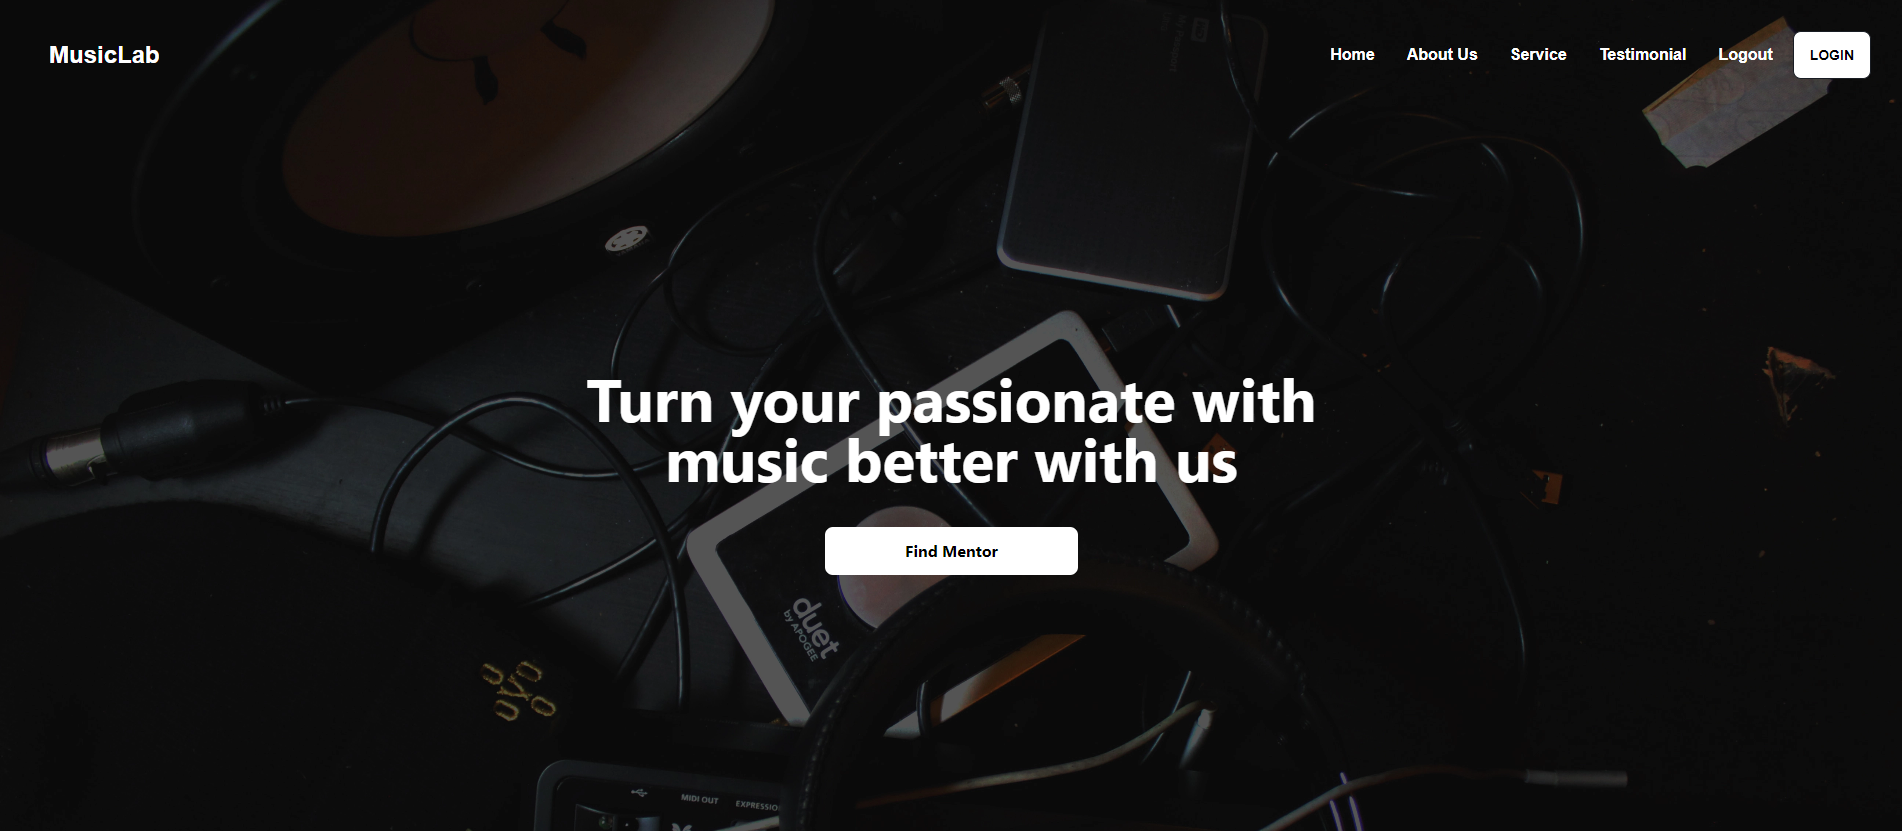 MusicLab
Home About Us Service Testimonial Logout LOGIN
Turn your passionate with
music better with us
Find Mentor
duet
by APOGEE
MIDI OUT